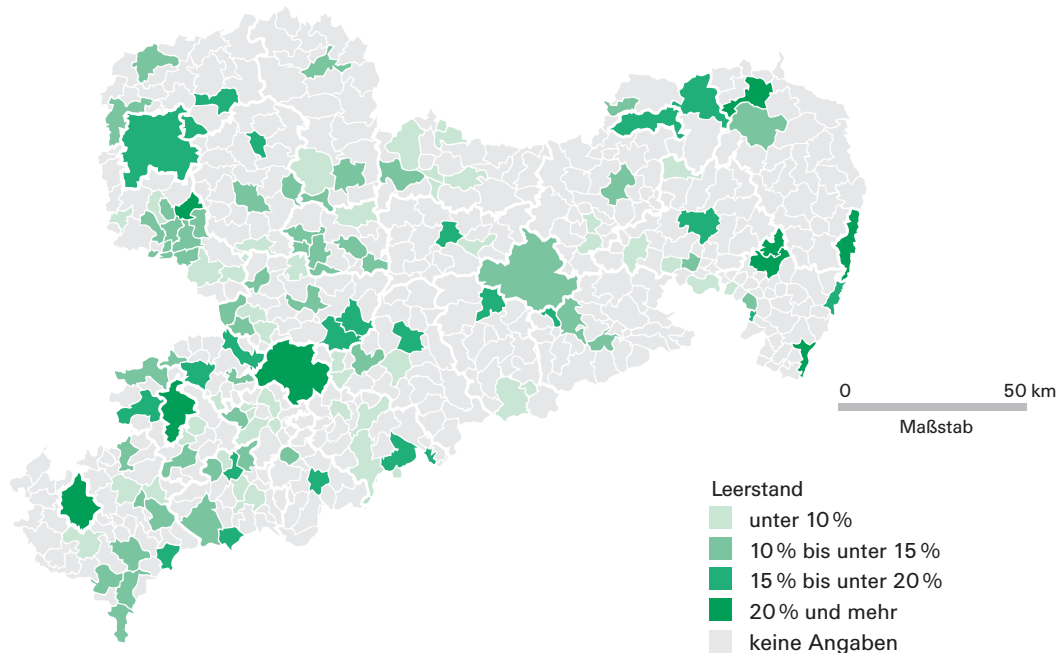 0 50 km
Maßstab
Leerstand
unter 10 %
10 % bis unter 15 %
15 % bis unter 20 %
20 % und mehr
keine Angaben